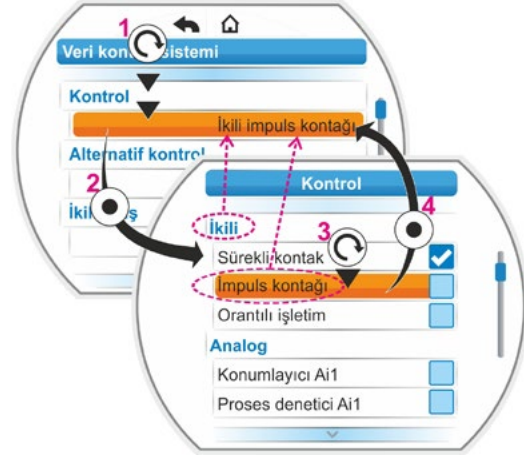 1
Veri kon sistemi
Kontrol
İkili impuls kontağı
Alternatif kontrol
2
Kontrol
4
İkili
3
Sürekli kontak
İmpuls kontağı
Orantılı işletim
Analog
Konumlayıcı Ai1
Proses denetici Ai1